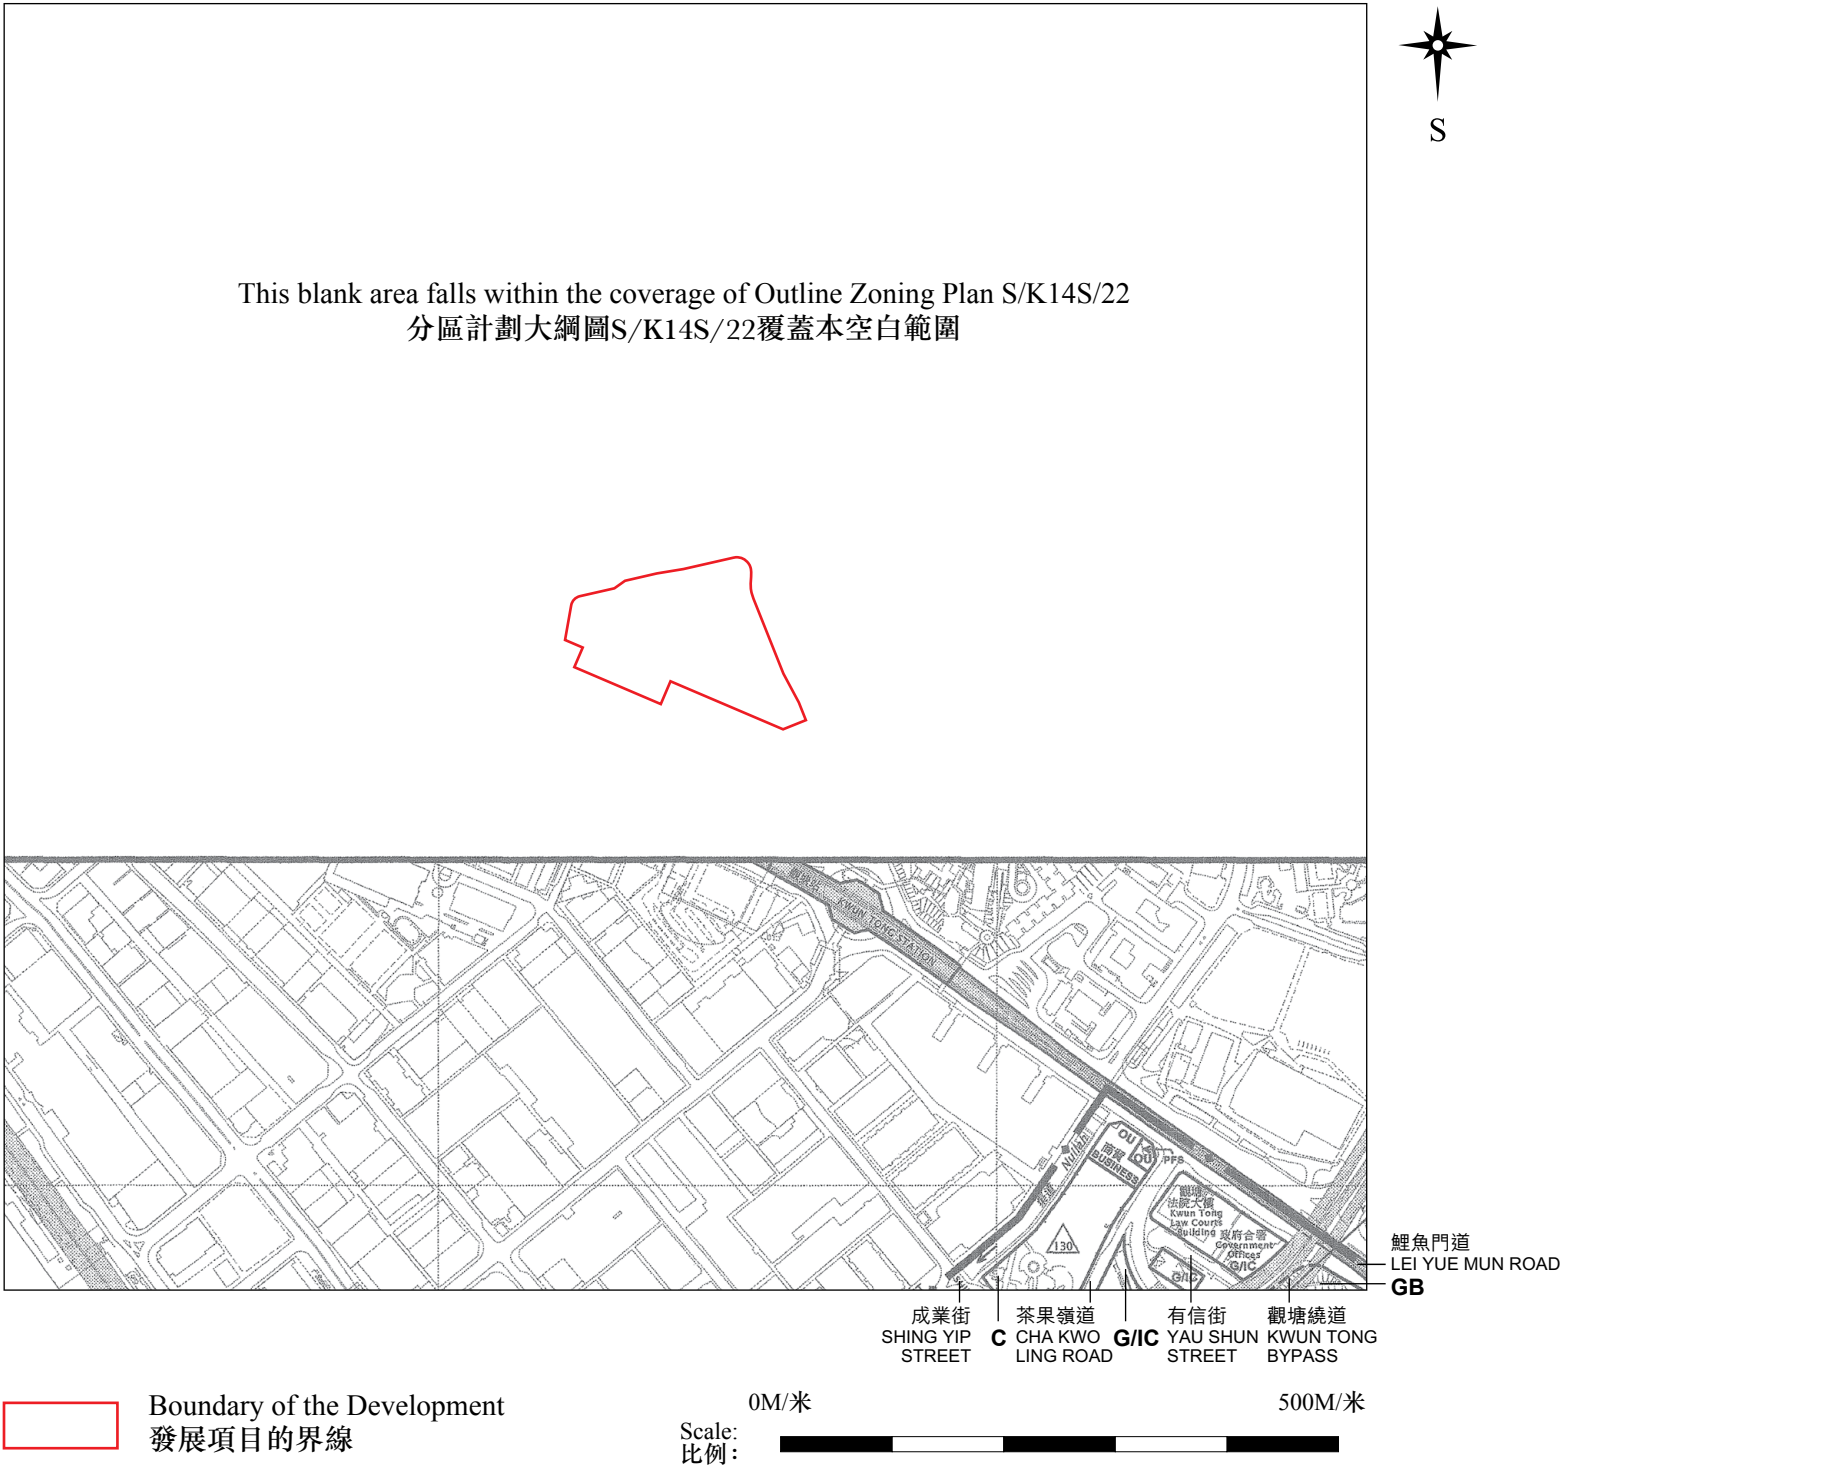 S
This blank area falls within the coverage of Outline Zoning Plan S/K14S/22
分區計劃大綱圖S/K14S/22覆蓋本空白範圍
KWUN TONG STATION
Nullah
OU
商貿
BUSINESS
OU
PFS
130
觀塘
法院大樓
Kwun Tong
Law Courts
Building
政府合署
Government
Offices
G/IC
G/IC
鯉魚門道
LEI YUE MUN ROAD
GB
成業街
SHING YIP
STREET
C
茶果嶺道
CHA KWO
LING ROAD
G/IC
有信街
YAU SHUN
STREET
觀塘繞道
KWUN TONG
BYPASS
Boundary of the Development
發展項目的界線
0M/米
500M/米
Scale:
比例：